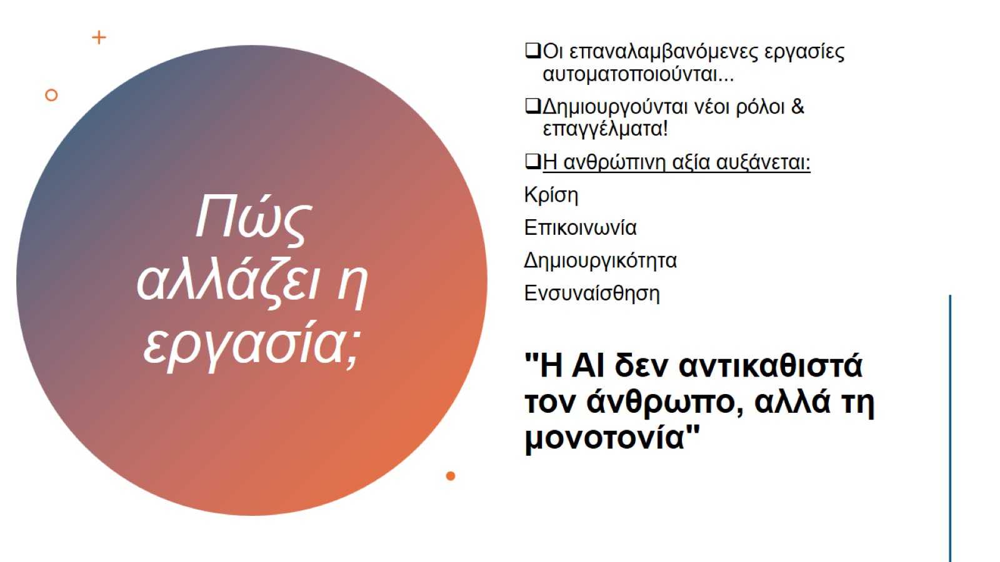 Πώς
αλλάζει η
εργασία;
❑Οι επαναλαμβανόμενες εργασίες
αυτοματοποιούνται...
❑Δημιουργούνται νέοι ρόλοι &
επαγγέλματα!
❑Η ανθρώπινη αξία αυξάνεται:
Κρίση
Επικοινωνία
Δημιουργικότητα
Ενσυναίσθηση
"Η AI δεν αντικαθιστά
τον άνθρωπο, αλλά τη
μονοτονία"